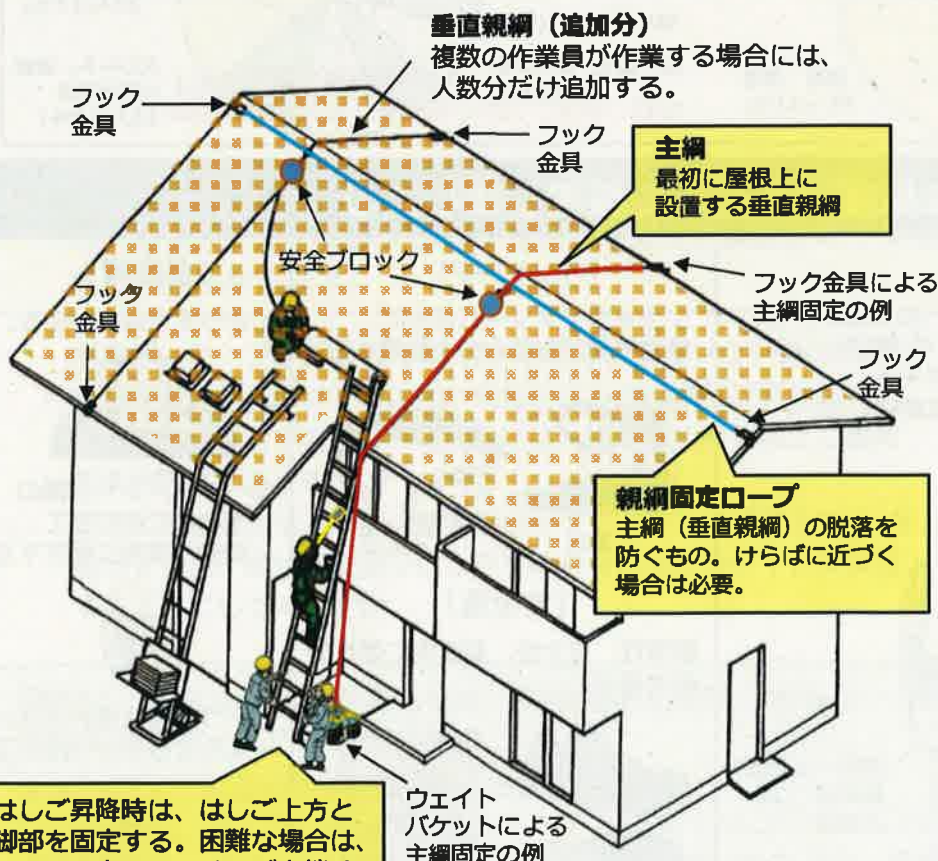 垂直親綱（追加分）
複数の作業員が作業する場合には、
人数分だけ追加する。
フック
金具
フック
金具
主綱
最初に屋根上に
設置する垂直親綱
安全ブロック
フック
金具
フック金具による
主綱固定の例
フック
金具
親綱固定ロープ
主綱（垂直親綱）の脱落を
防ぐもの。けらばに近づく
場合は必要。
はしご昇降時は、はしご上方と
脚部を固定する。困難な場合は、
ウェイト
バケットによる
主綱固定の例